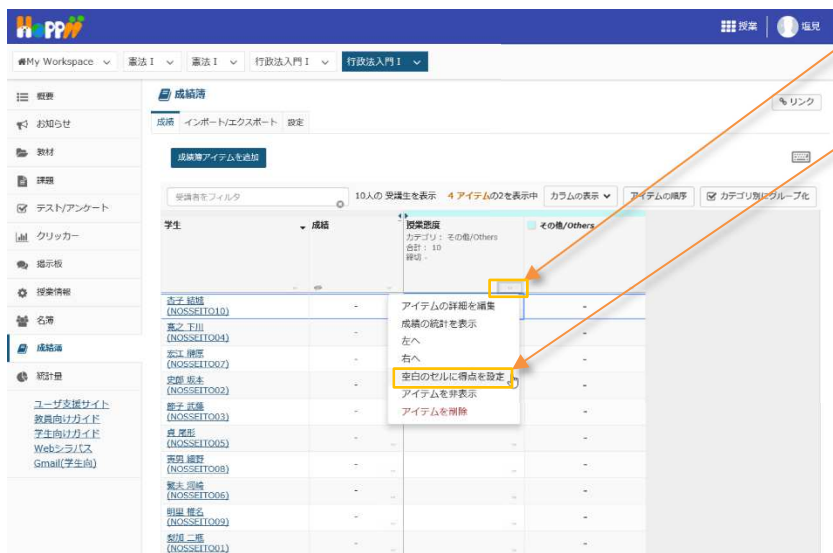 Hoppii
授業
塩見
My Workspace
憲法 I
憲法 I
行政法入門 I
行政法入門 I
概要
お知らせ
教材
課題
テスト/アンケート
クリッカー
掲示板
授業情報
名簿
成績簿
統計量
ユーザ支援サイト
教員向けガイド
学生向けガイド
Webシラバス
Gmail(学生向)
成績簿
リンク
成績 インポート/エクスポート 設定
成績簿アイテムを追加
受講者をフィルタ
10人の 受講生を表示 4 アイテムの2を表示中
カラムの表示
アイテムの順序
カテゴリ別にグループ化
学生
成績
授業態度
カテゴリ： その他/Others
合計： 10
締切 -
その他/Others
杏子 結城
(NOSSEITO10)
-
-
寛之 下川
(NOSSEITO04)
-
-
宏江 榊原
(NOSSEITO07)
-
-
史郎 坂本
(NOSSEITO02)
-
-
節子 武藤
(NOSSEITO03)
-
-
貞 尾形
(NOSSEITO05)
-
-
(NOSSEITO08)
-
-
繁夫 河崎
(NOSSEITO06)
-
-
明里 椎名
(NOSSEITO09)
-
-
梨加 二瓶
(NOSSEITO01)
-
-
アイテムの詳細を編集
成績の統計を表示
左へ
右へ
空白のセルに得点を設定
アイテムを非表示
アイテムを削除